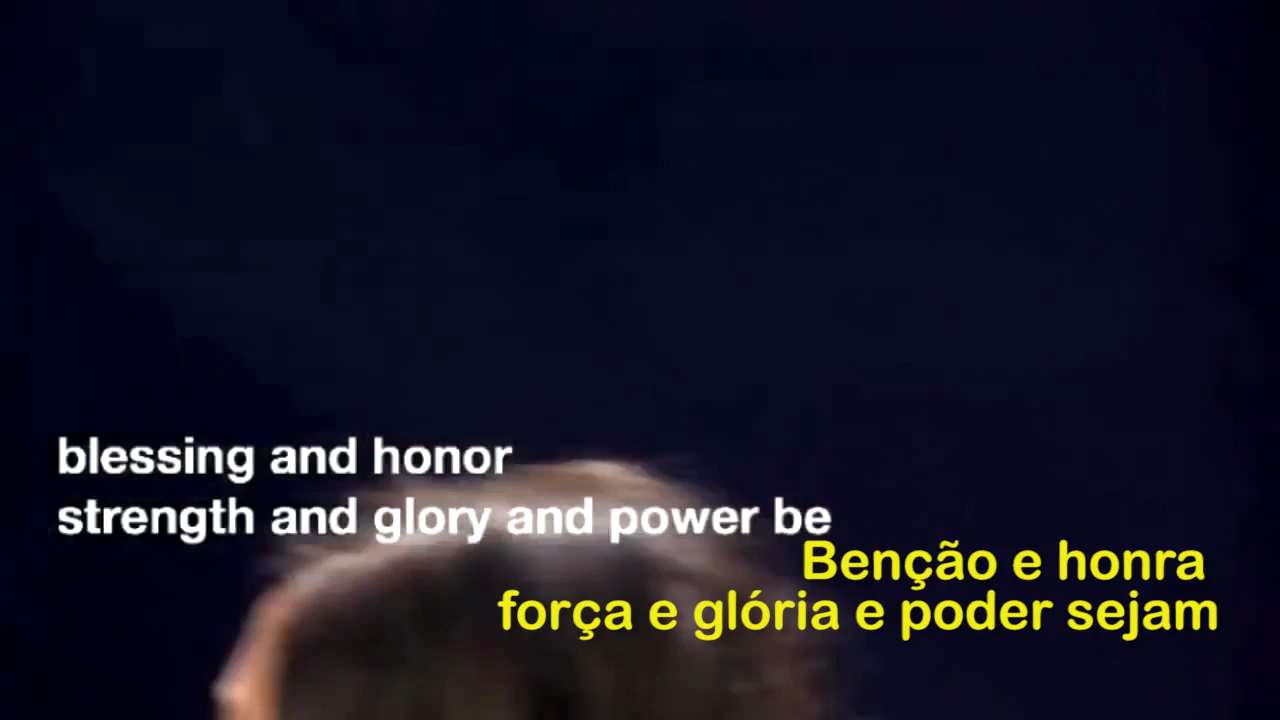 blessing and honor
strength and glory and power be
Benção e honra
força e glória e poder sejam